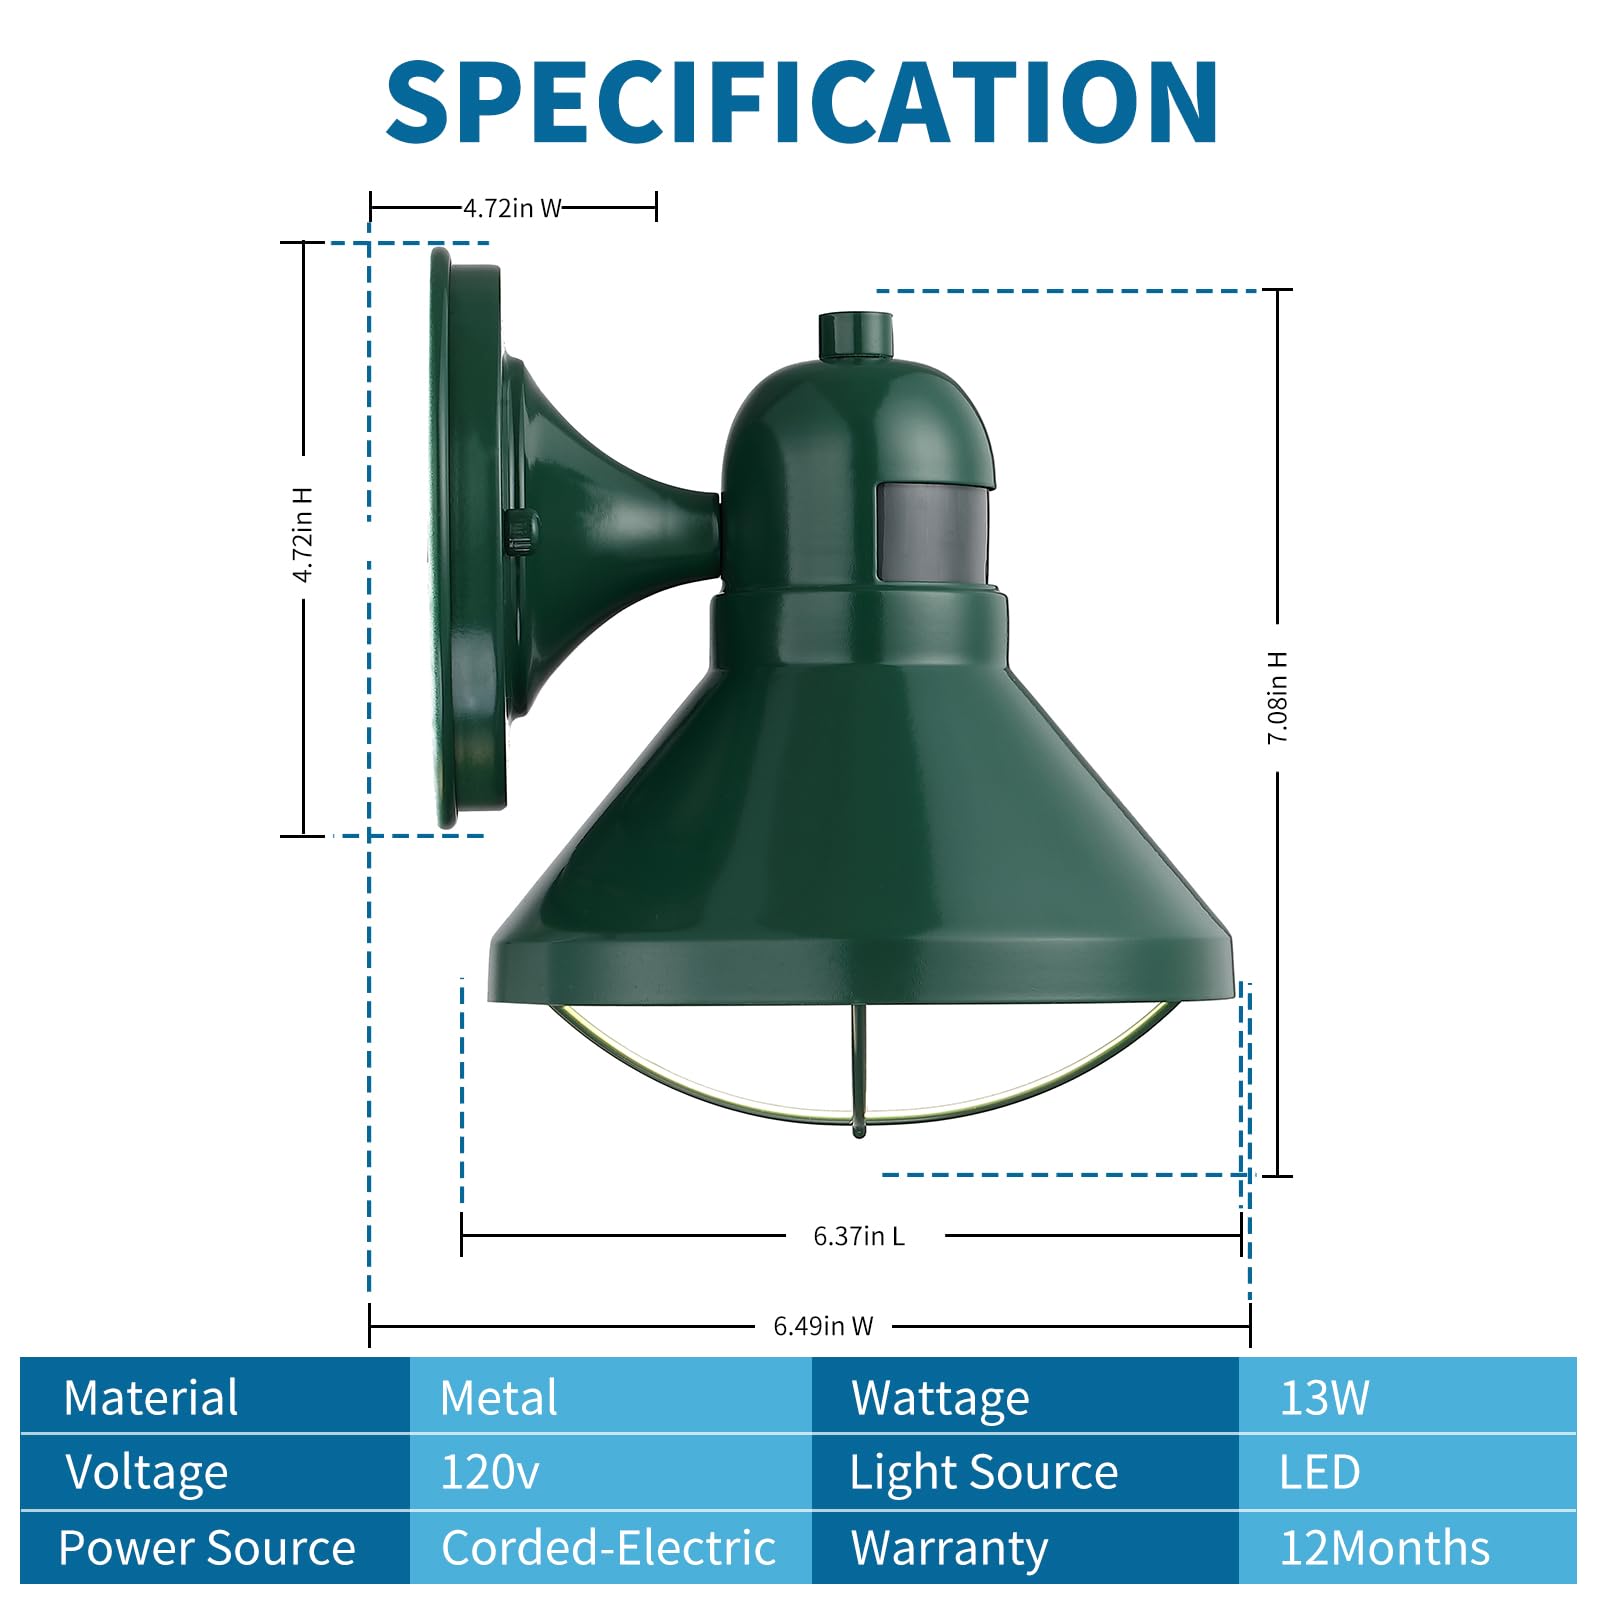 SPECIFICATION
4.72in W
4.72in H
7.08in H
6.37in L
6.49in W
Material Metal Wattage 13W
Voltage 120v Light Source LED
Power Source Corded-Electric Warranty 12Months